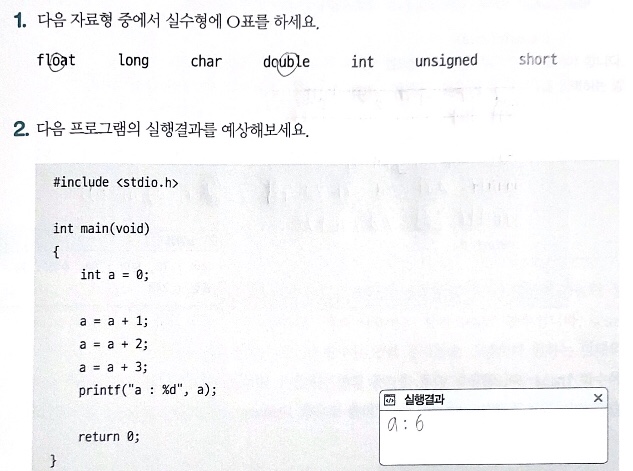 1. 다음 자료형 중에서 실수형에 O표를 하세요.
float long char double int unsigned short
2. 다음 프로그램의 실행결과를 예상해보세요.
#include <stdio.h>
int main(void)
{
int a = 0;
a = a + 1;
a = a + 2;
a = a + 3;
printf("a : %d", a);
return 0;
}
실행결과
a : 6